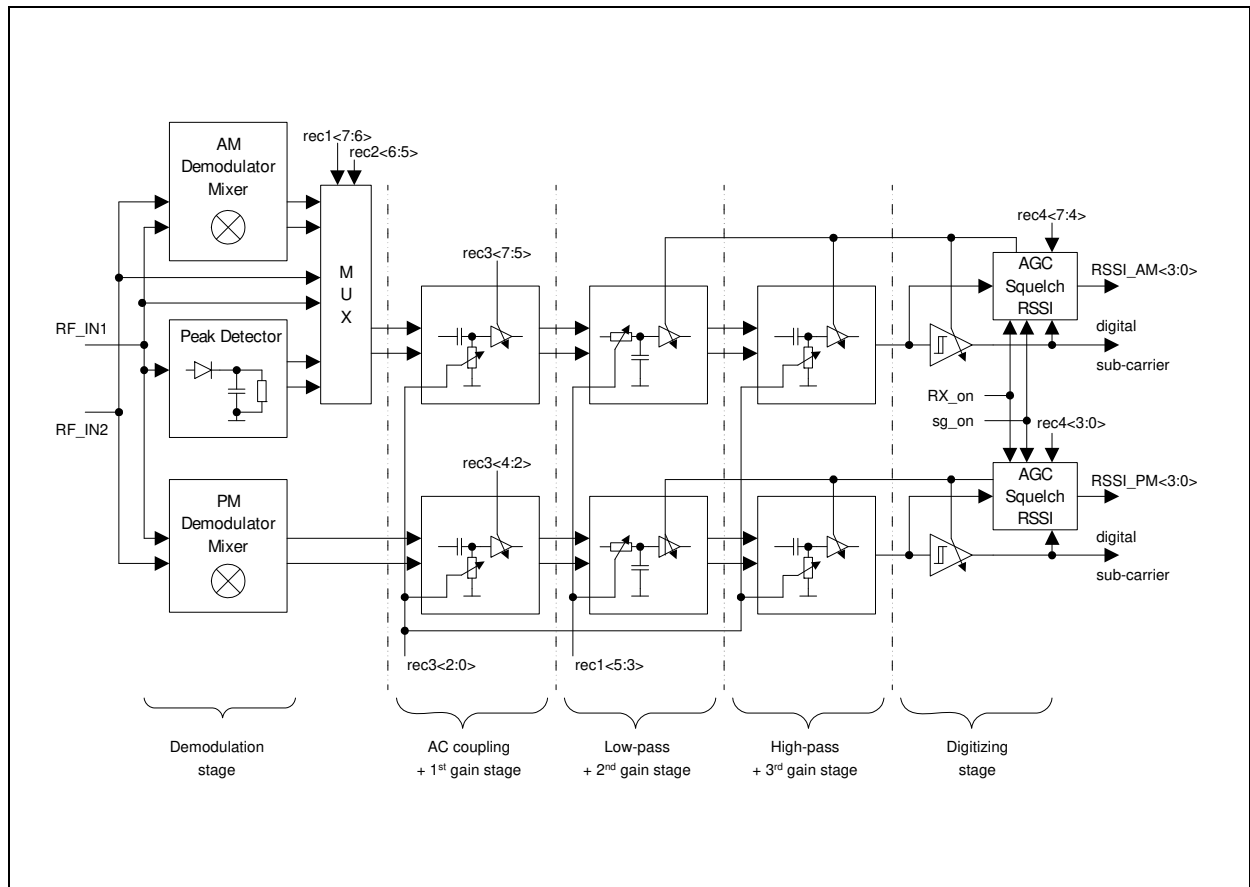 rec1<7:6>
rec2<6:5>
AM
Demodulator
Mixer
M
U
X
rec3<7:5>
rec4<7:4>
AGC
Squelch
RSSI
RSSI_AM<3:0>
RF_IN1
Peak Detector
digital
sub-carrier
RX_on
sg_on
RF_IN2
rec4<3:0>
rec3<4:2>
AGC
Squelch
RSSI
RSSI_PM<3:0>
PM
Demodulator
Mixer
digital
sub-carrier
rec3<2:0>
rec1<5:3>
Demodulation
stage
AC coupling
+ 1st gain stage
Low-pass
+ 2nd gain stage
High-pass
+ 3rd gain stage
Digitizing
stage